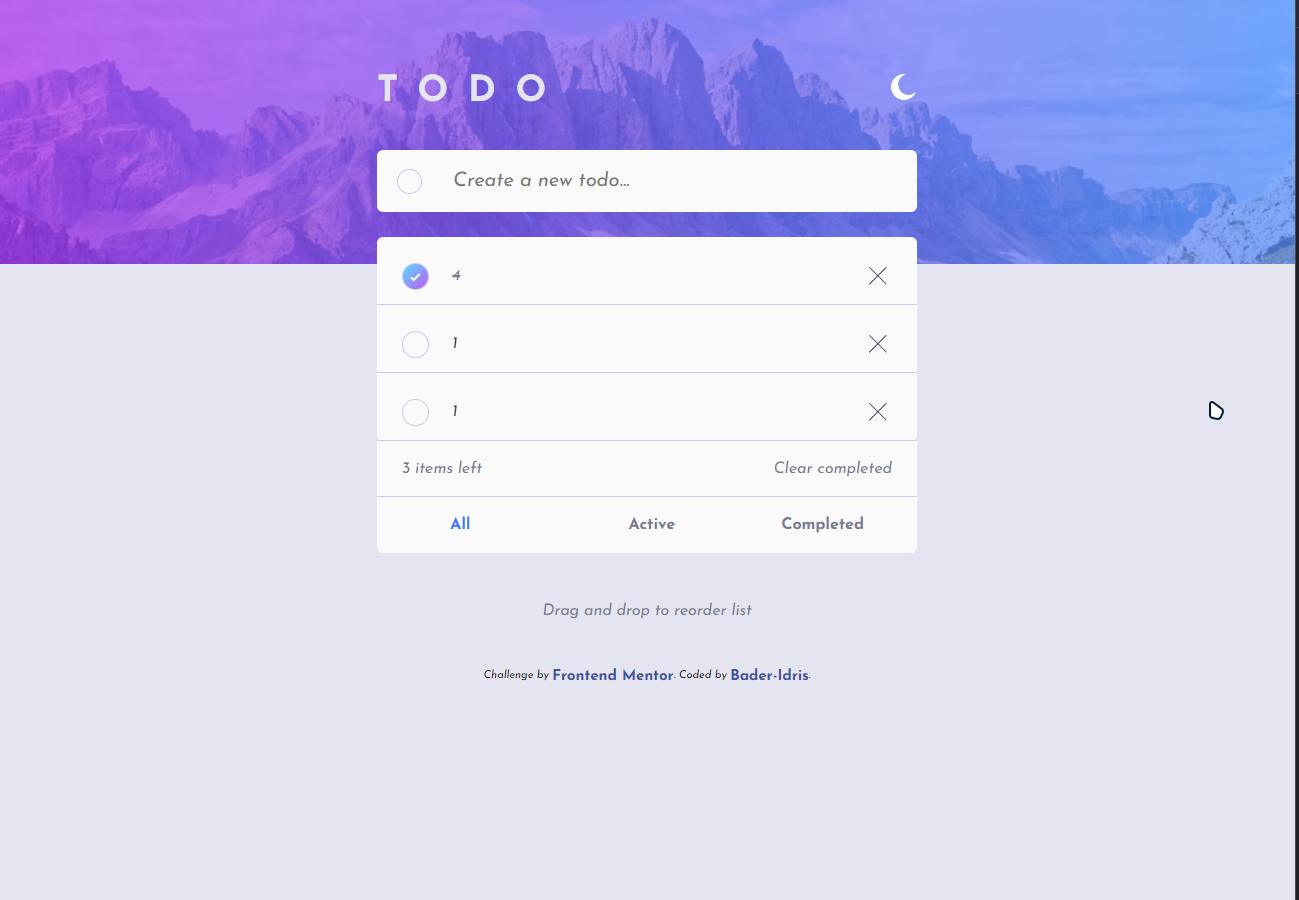 TODO
Create a new todo...
4
1
1
3 items left Clear completed
All Active Completed
Drag and drop to reorder list
Challenge by Frontend Mentor. Coded by Bader-Idris.